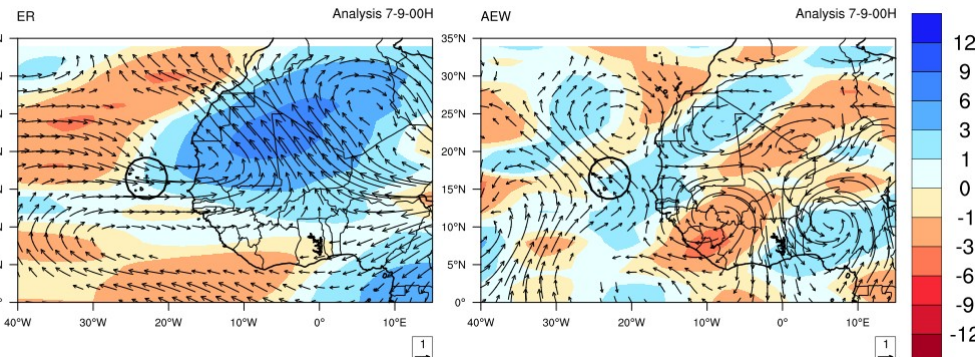 ER Analysis 7-9-00H AEW Analysis 7-9-00H
35°N
30°N 12
9
25°N 6
20°N 3
1
15°N 0
-1
10°N -3
5°N -6
-9
0° -12
40°W 30°W 20°W 10°W 0° 10°E 40°W 30°W 20°W 10°W 0° 10°E
1 1